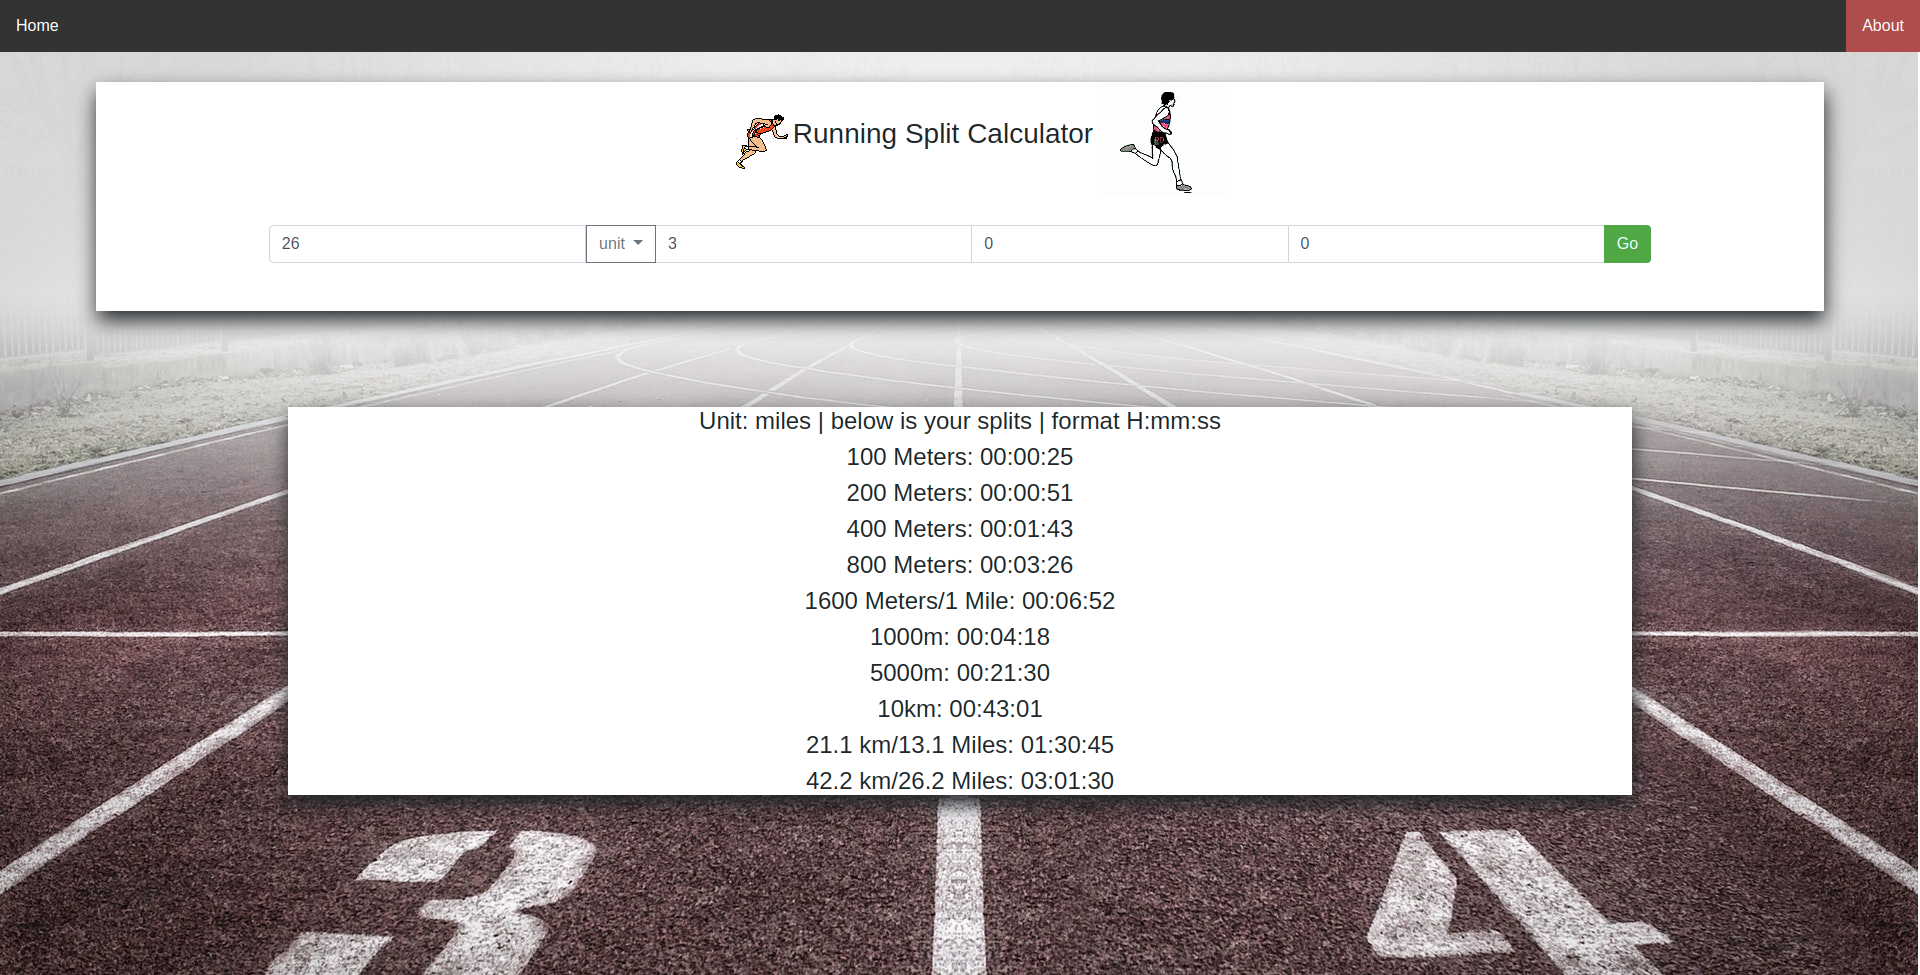 Home
About
Running Split Calculator
26
unit
3
0
0
Go
Unit: miles | below is your splits | format H:mm:ss
100 Meters: 00:00:25
200 Meters: 00:00:51
400 Meters: 00:01:43
800 Meters: 00:03:26
1600 Meters/1 Mile: 00:06:52
1000m: 00:04:18
5000m: 00:21:30
10km: 00:43:01
21.1 km/13.1 Miles: 01:30:45
42.2 km/26.2 Miles: 03:01:30
3
4